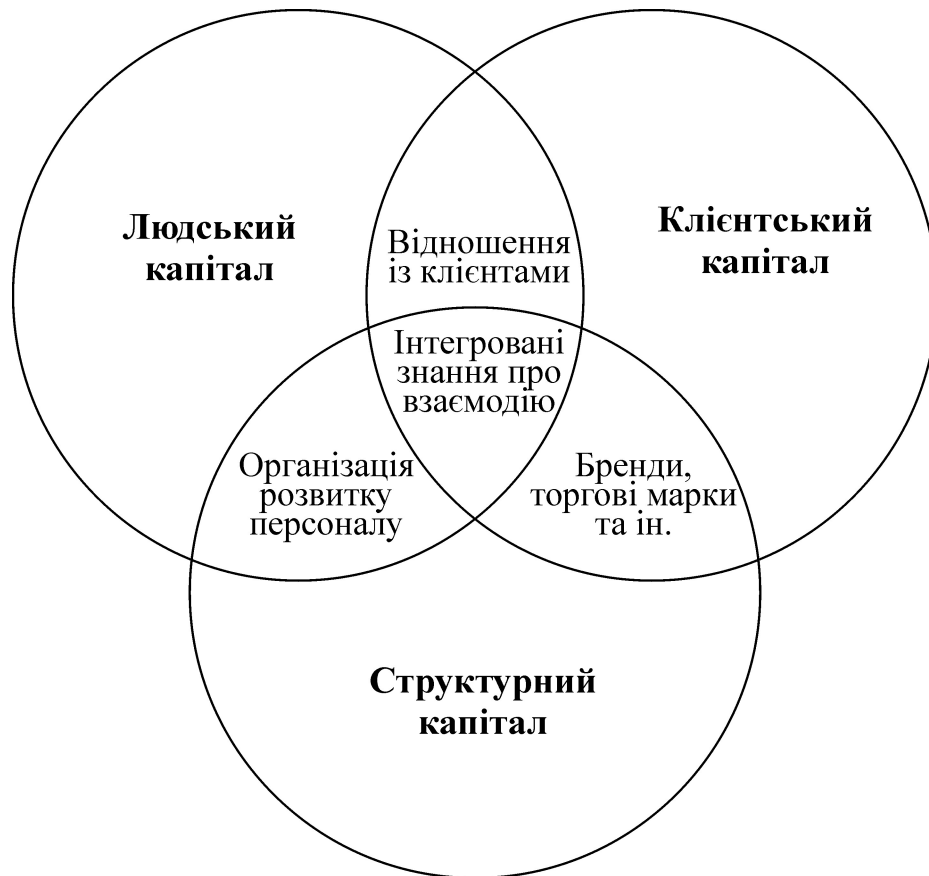 Людський
капітал
Клієнтський
капітал
Відношення
із клієнтами
Інтегровані
знання про
взаємодію
Організація
розвитку
персоналу
Бренди,
торгові марки
та ін.
Структурний
капітал